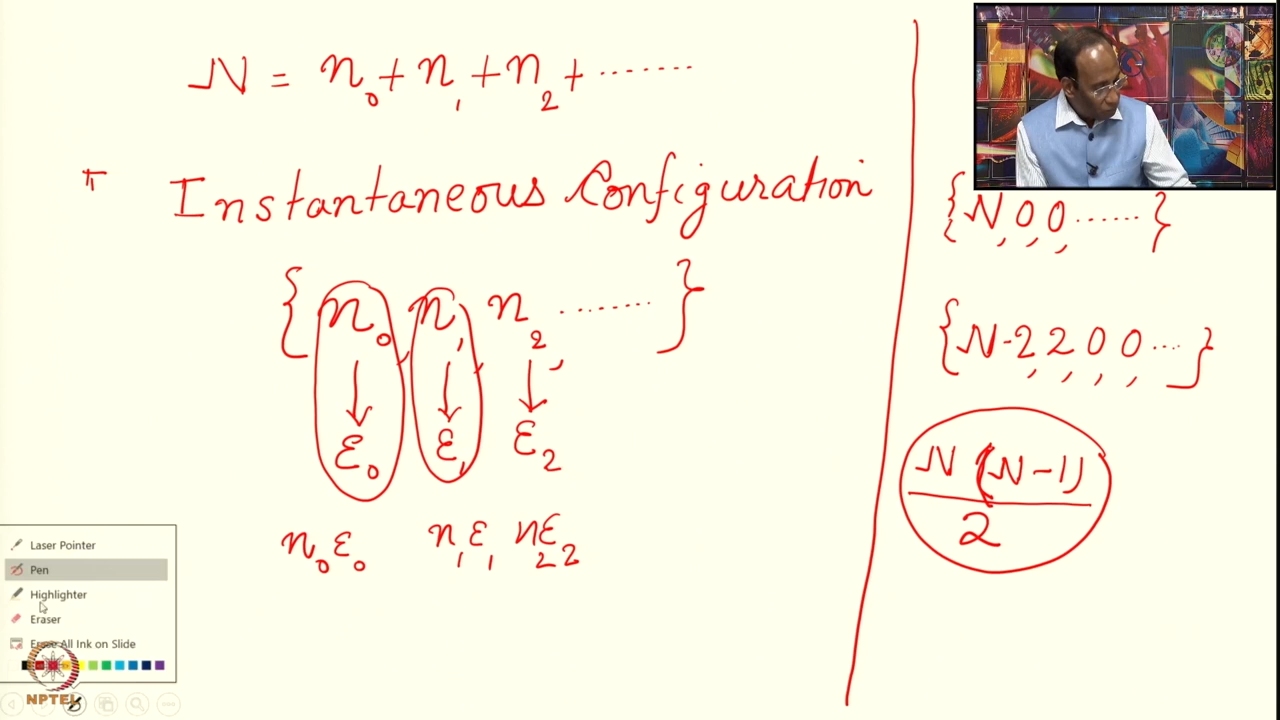 N = n₀ + n₁ + n₂ + .......
Instantaneous Configuration
{ n₀, n₁, n₂, ....... }
↓ ↓ ↓
ε₀ ε₁ ε₂
n₀ε₀ n₁ε₁ n₂ε₂
{N, 0, 0, ...... }
{N-2, 2, 0, 0, ... }
N (N-1)
2
Laser Pointer
Pen
Highlighter
Eraser
Erase All Ink on Slide
NPTEL